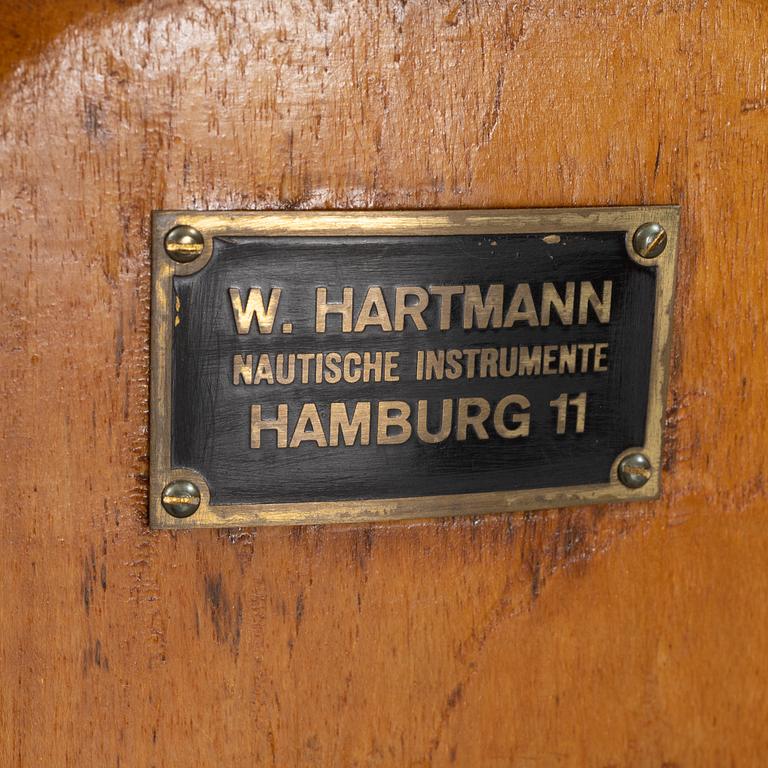 W. HARTMANN
NAUTISCHE INSTRUMENTE
HAMBURG 11